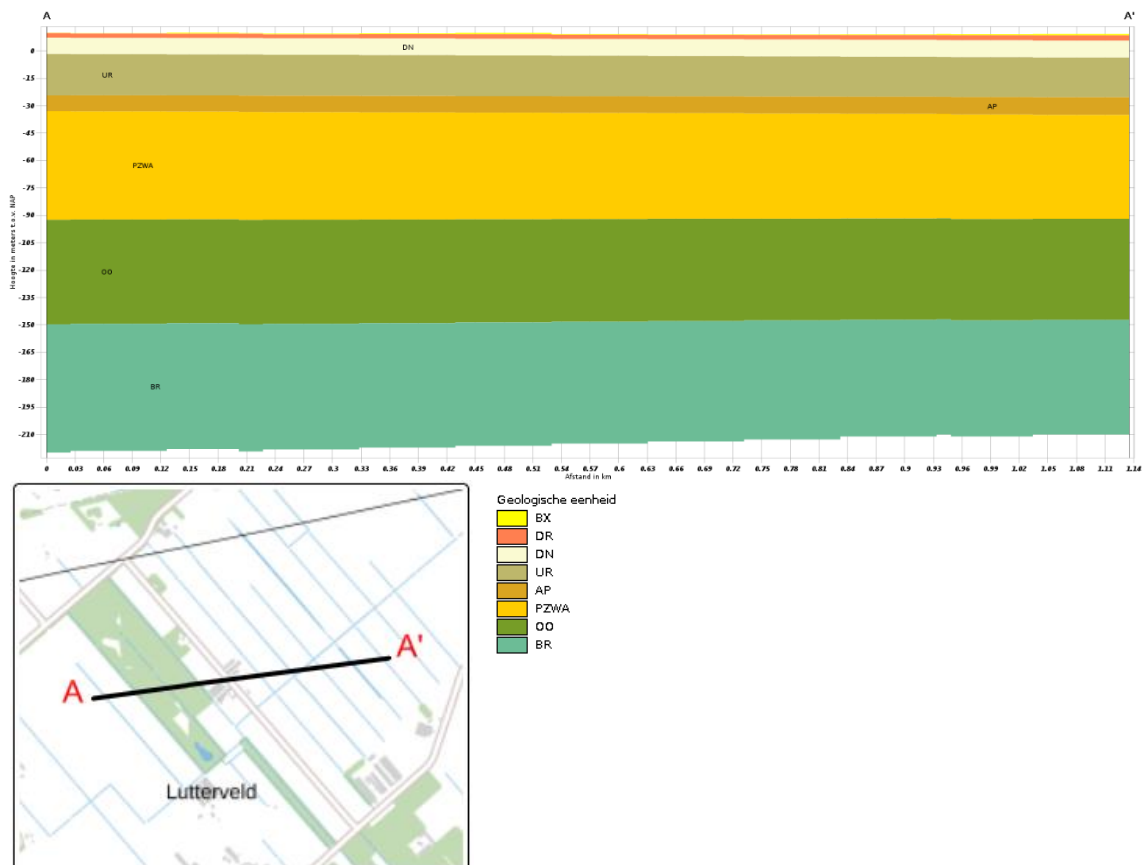 A A'
DN
UR
AP
PZWA
OO
BR
Hoogte in meters t.o.v. NAP
0
-15
-30
-45
-60
-75
-90
-105
-120
-135
-150
-165
-180
-195
-210
0 0.03 0.06 0.09 0.12 0.15 0.18 0.21 0.24 0.27 0.3 0.33 0.36 0.39 0.42 0.45 0.48 0.51 0.54 0.57 0.6 0.63 0.66 0.69 0.72 0.75 0.78 0.81 0.84 0.87 0.9 0.93 0.96 0.99 1.02 1.05 1.08 1.11 1.14
Afstand in km
A
A'
Lutterveld
Geologische eenheid
BX
DR
DN
UR
AP
PZWA
OO
BR